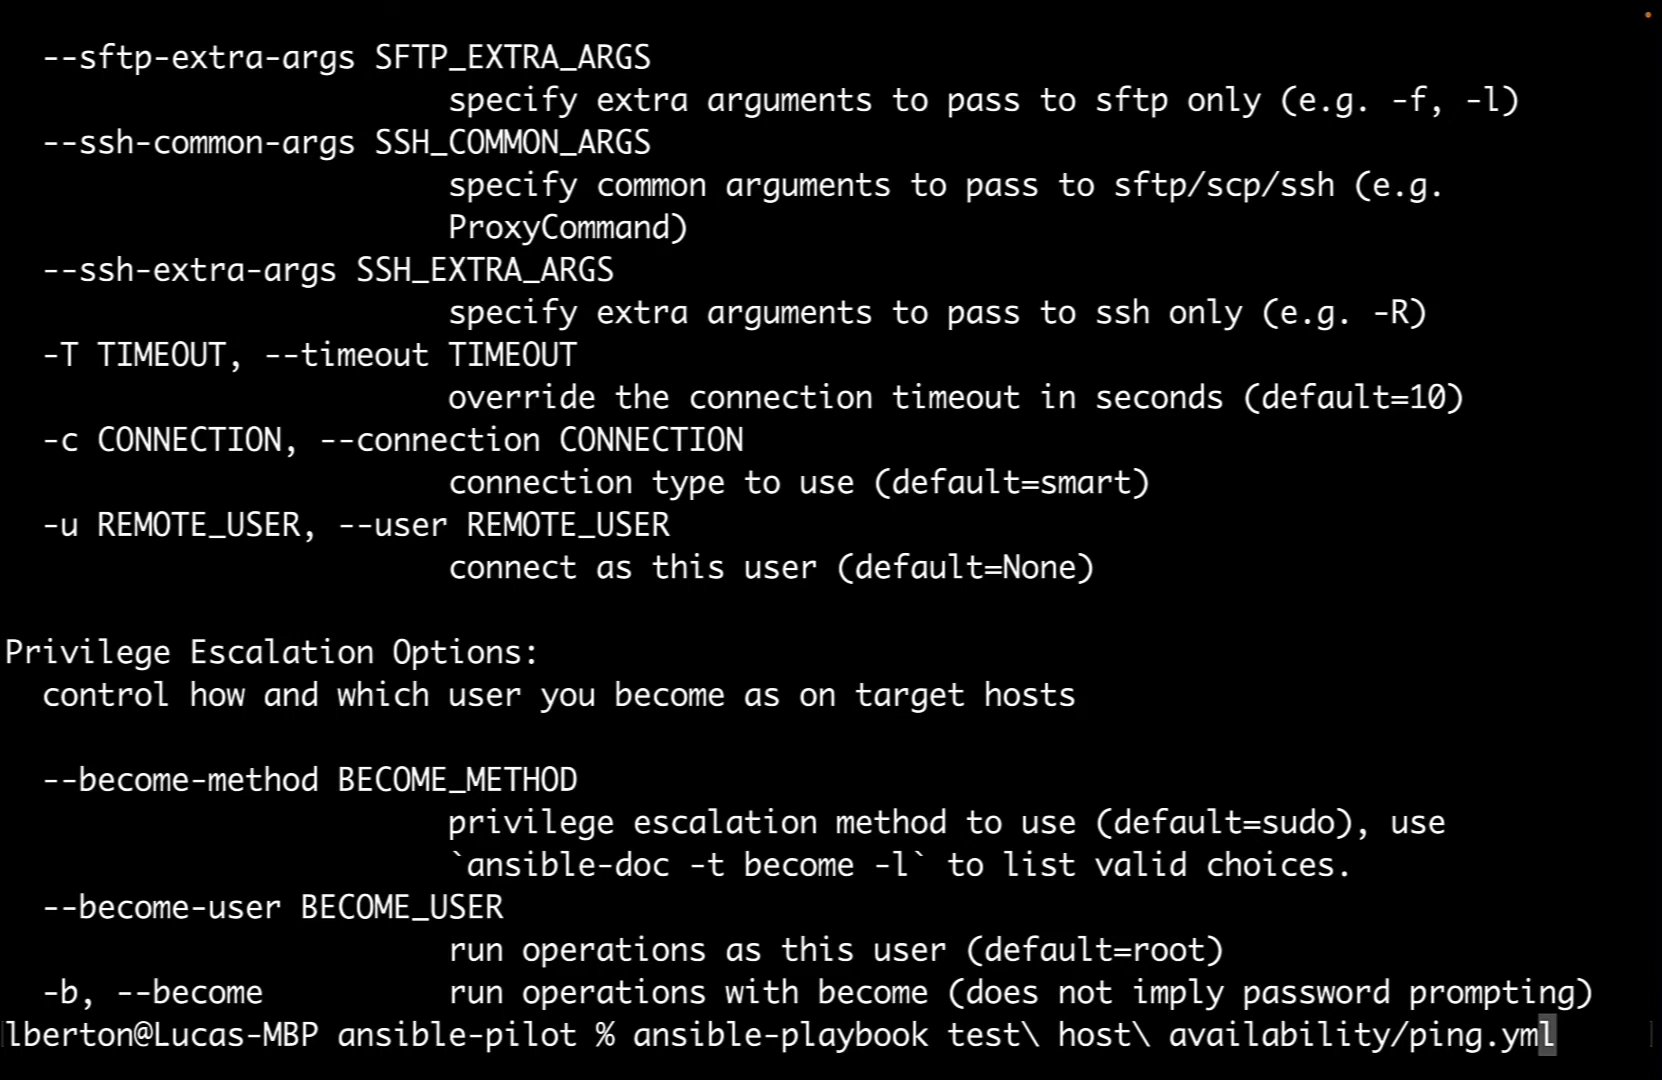 --sftp-extra-args SFTP_EXTRA_ARGS
specify extra arguments to pass to sftp only (e.g. -f, -l)
--ssh-common-args SSH_COMMON_ARGS
specify common arguments to pass to sftp/scp/ssh (e.g.
ProxyCommand)
--ssh-extra-args SSH_EXTRA_ARGS
specify extra arguments to pass to ssh only (e.g. -R)
-T TIMEOUT, --timeout TIMEOUT
override the connection timeout in seconds (default=10)
-c CONNECTION, --connection CONNECTION
connection type to use (default=smart)
-u REMOTE_USER, --user REMOTE_USER
connect as this user (default=None)
Privilege Escalation Options:
control how and which user you become as on target hosts
--become-method BECOME_METHOD
privilege escalation method to use (default=sudo), use
`ansible-doc -t become -l` to list valid choices.
--become-user BECOME_USER
run operations as this user (default=root)
-b, --become run operations with become (does not imply password prompting)
lberton@Lucas-MBP ansible-pilot % ansible-playbook test\ host\ availability/ping.yml